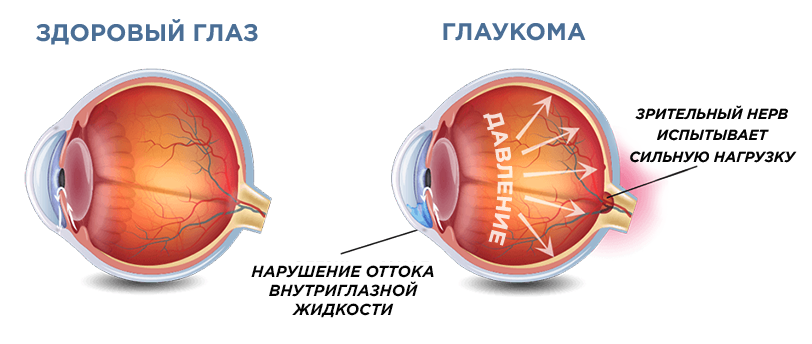 ЗДОРОВЫЙ ГЛАЗ
ГЛАУКОМА
ДАВЛЕНИЕ
ЗРИТЕЛЬНЫЙ НЕРВ
ИСПЫТЫВАЕТ
СИЛЬНУЮ НАГРУЗКУ
НАРУШЕНИЕ ОТТОКА
ВНУТРИГЛАЗНОЙ
ЖИДКОСТИ